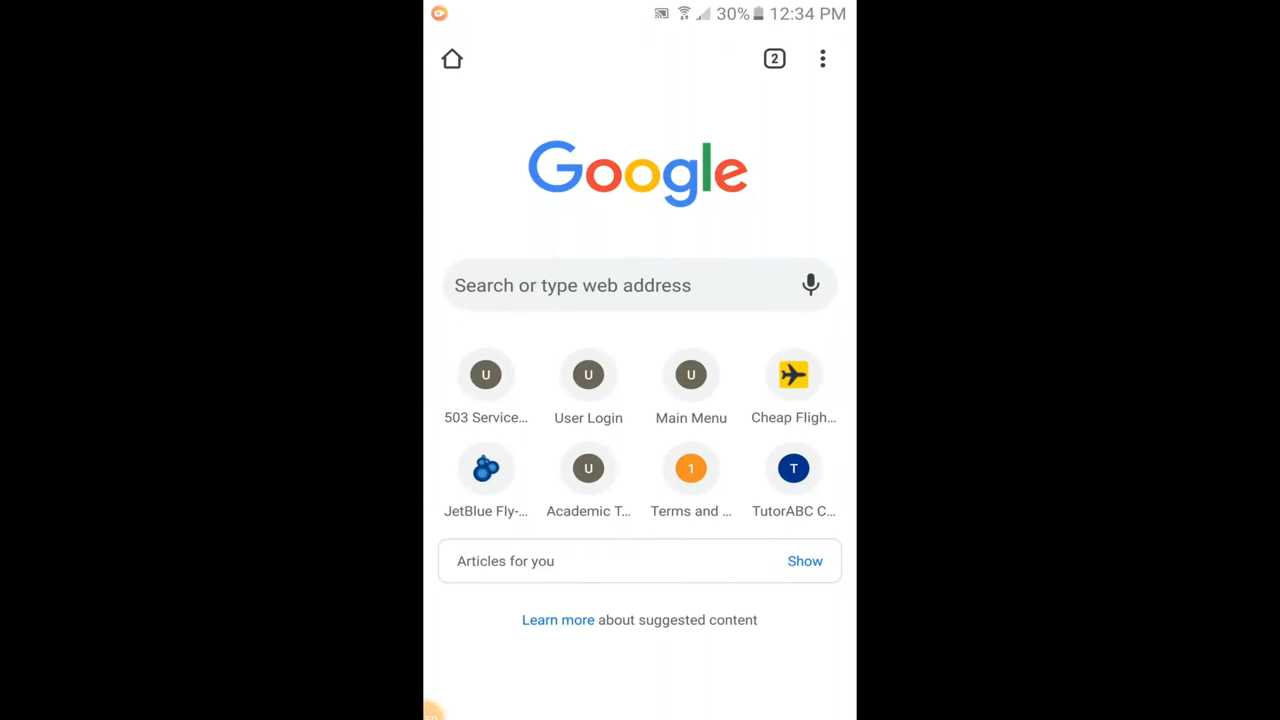 30% 12:34 PM
2
Google
Search or type web address
U U U
503 Service... User Login Main Menu Cheap Fligh...
U 1 T
JetBlue Fly-... Academic T... Terms and ... TutorABC C...
Articles for you Show
Learn more about suggested content